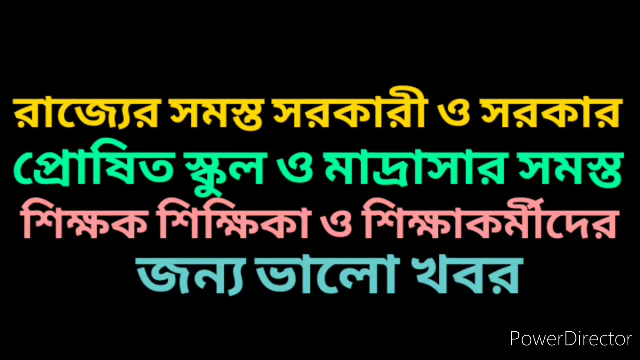 রাজ্যের সমস্ত সরকারী ও সরকার
প্রোষিত স্কুল ও মাদ্রাসার সমস্ত
শিক্ষক শিক্ষিকা ও শিক্ষাকর্মীদের
জন্য ভালো খবর
PowerDirector